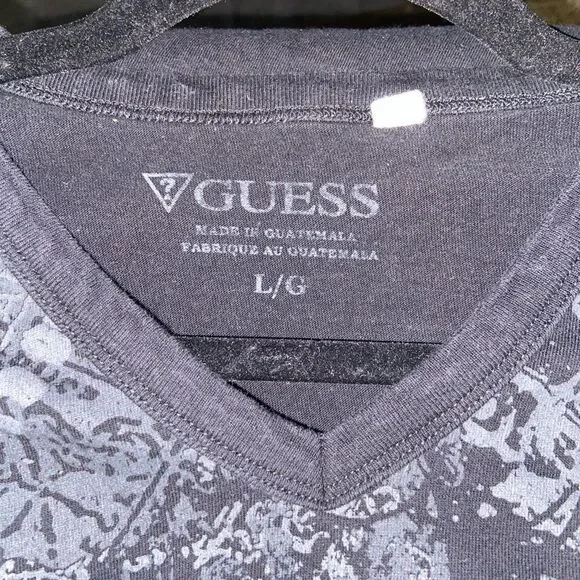 ? GUESS
MADE IN GUATEMALA
FABRIQUE AU GUATEMALA
L/G